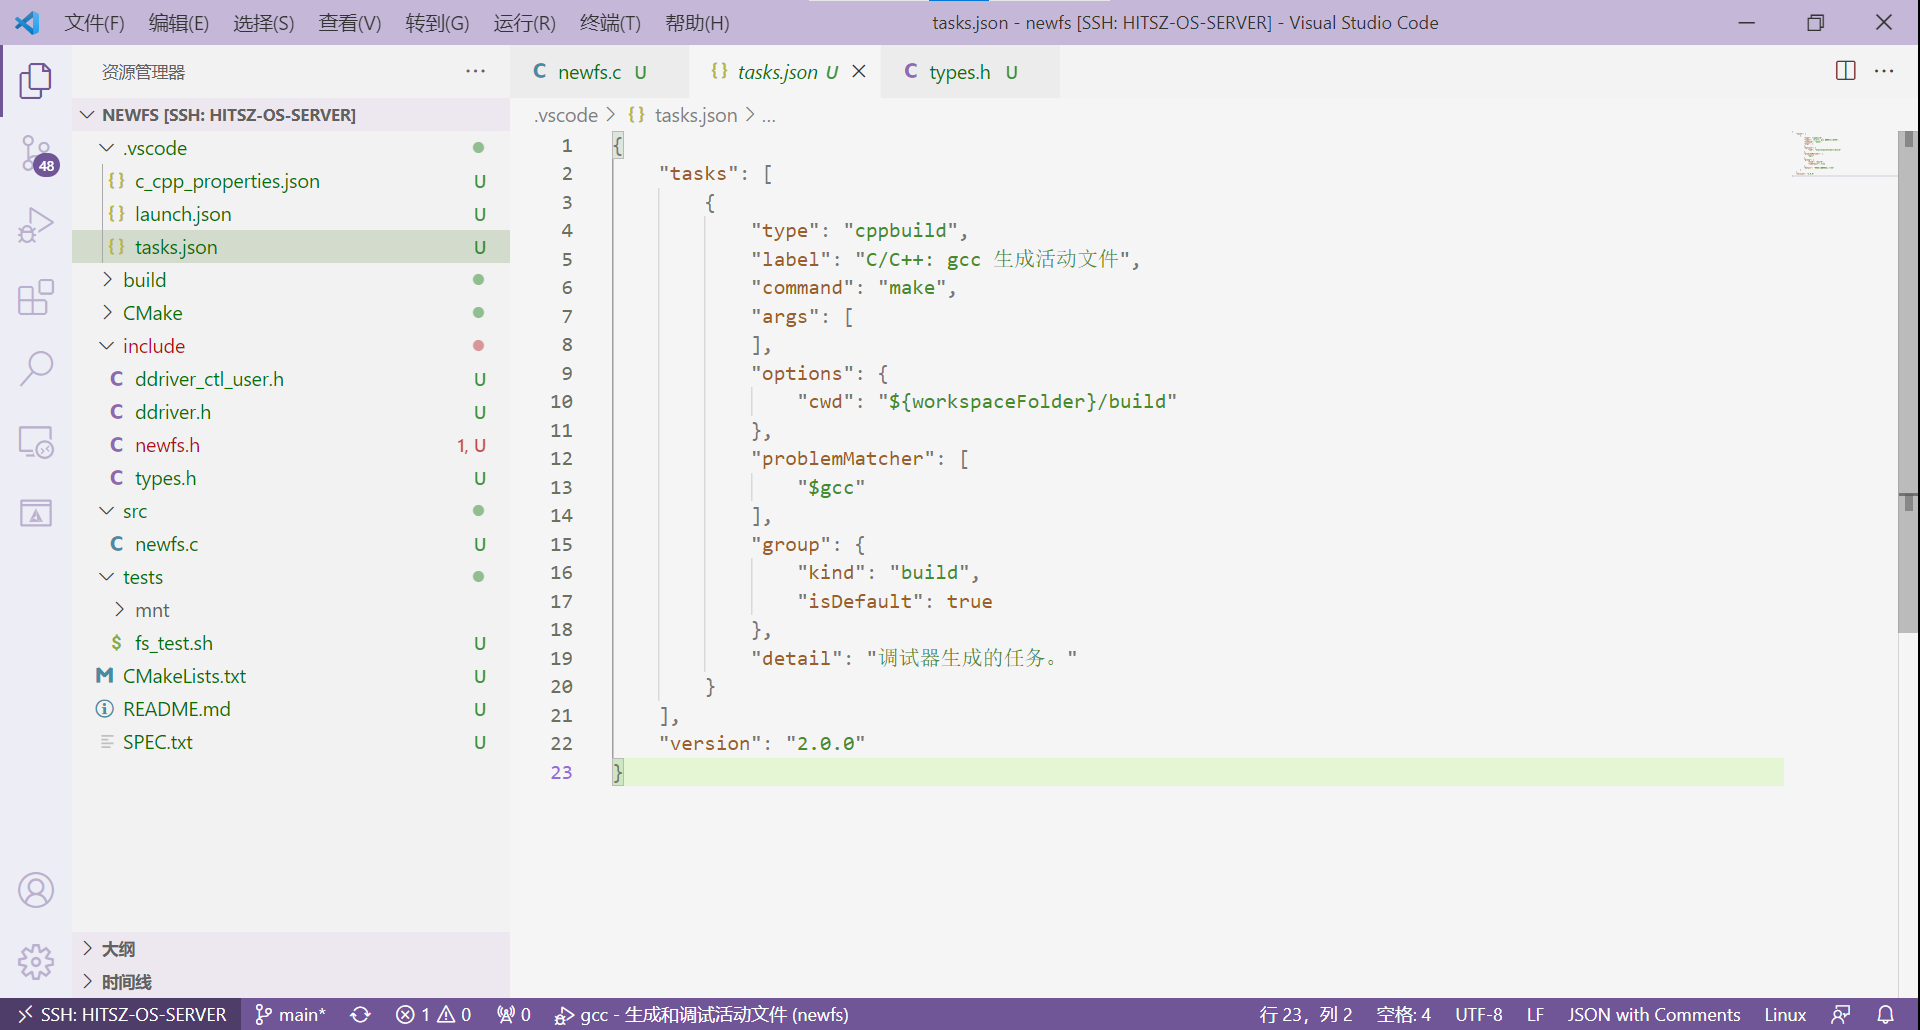 文件(F) 编辑(E) 选择(S) 查看(V) 转到(G) 运行(R) 终端(T) 帮助(H) tasks.json - newfs [SSH: HITSZ-OS-SERVER] - Visual Studio Code
资源管理器 ···
newfs.c U
{} tasks.json U
types.h U
NEWFS [SSH: HITSZ-OS-SERVER]
.vscode
{} c_cpp_properties.json U
{} launch.json U
{} tasks.json U
build
CMake
include
C ddriver_ctl_user.h U
C ddriver.h U
C newfs.h 1, U
C types.h U
src
C newfs.c U
tests
mnt
$ fs_test.sh U
M CMakeLists.txt U
README.md U
SPEC.txt U
大纲
时间线
48
.vscode > {} tasks.json > ...
1 {
2 "tasks": [
3 {
4 "type": "cppbuild",
5 "label": "C/C++: gcc 生成活动文件",
6 "command": "make",
7 "args": [
8 ],
9 "options": {
10 "cwd": "${workspaceFolder}/build"
11 },
12 "problemMatcher": [
13 "$gcc"
14 ],
15 "group": {
16 "kind": "build",
17 "isDefault": true
18 },
19 "detail": "调试器生成的任务。"
20 }
21 ],
22 "version": "2.0.0"
23 }
SSH: HITSZ-OS-SERVER main* 1 0 0 gcc - 生成和调试活动文件 (newfs) 行 23，列 2 空格: 4 UTF-8 LF JSON with Comments Linux